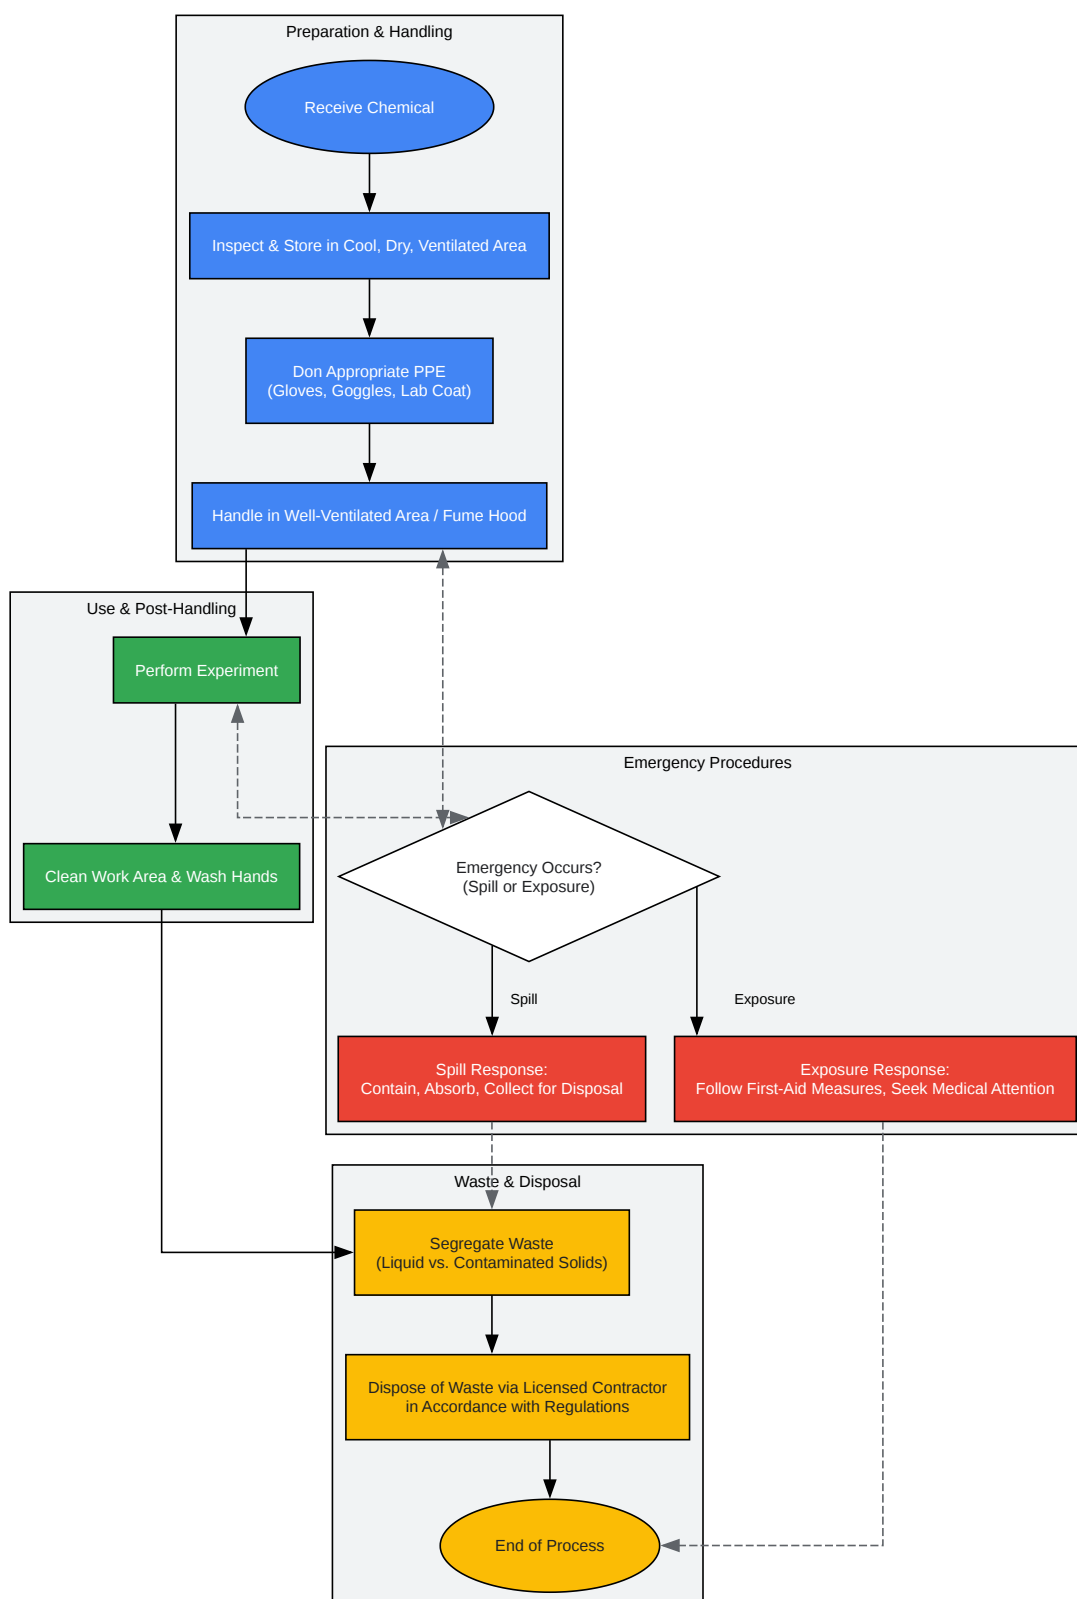 Preparation & Handling
Receive Chemical
Inspect & Store in Cool, Dry, Ventilated Area
Don Appropriate PPE
(Gloves, Goggles, Lab Coat)
Handle in Well-Ventilated Area / Fume Hood
Use & Post-Handling
Perform Experiment
Clean Work Area & Wash Hands
Emergency Procedures
Emergency Occurs?
(Spill or Exposure)
Spill
Exposure
Spill Response:
Contain, Absorb, Collect for Disposal
Exposure Response:
Follow First-Aid Measures, Seek Medical Attention
Waste & Disposal
Segregate Waste
(Liquid vs. Contaminated Solids)
Dispose of Waste via Licensed Contractor
in Accordance with Regulations
End of Process